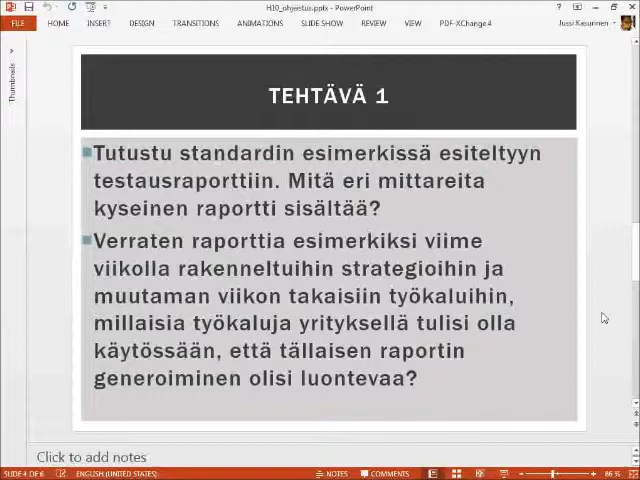 H10_ohjeistus.pptx - PowerPoint
FILE HOME INSERT DESIGN TRANSITIONS ANIMATIONS SLIDE SHOW REVIEW VIEW PDF-XChange 4 Jussi Kasurinen
Thumbnails
TEHTÄVÄ 1
Tutustu standardin esimerkissä esiteltyyn
testausraporttiin. Mitä eri mittareita
kyseinen raportti sisältää?
Verraten raporttia esimerkiksi viime
viikolla rakenneltuihin strategioihin ja
muutaman viikon takaisiin työkaluihin,
millaisia työkaluja yrityksellä tulisi olla
käytössään, että tällaisen raportin
generoiminen olisi luontevaa?
Click to add notes
SLIDE 4 OF 6 ENGLISH (UNITED STATES) NOTES COMMENTS 86 %